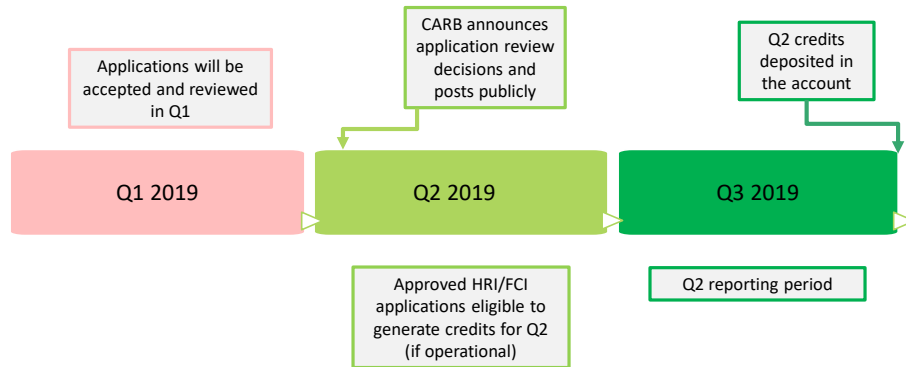 Applications will be
accepted and reviewed
in Q1
CARB announces
application review
decisions and
posts publicly
Q2 credits
deposited in
the account
Q1 2019
Q2 2019
Q3 2019
Approved HRI/FCI
applications eligible to
generate credits for Q2
(if operational)
Q2 reporting period